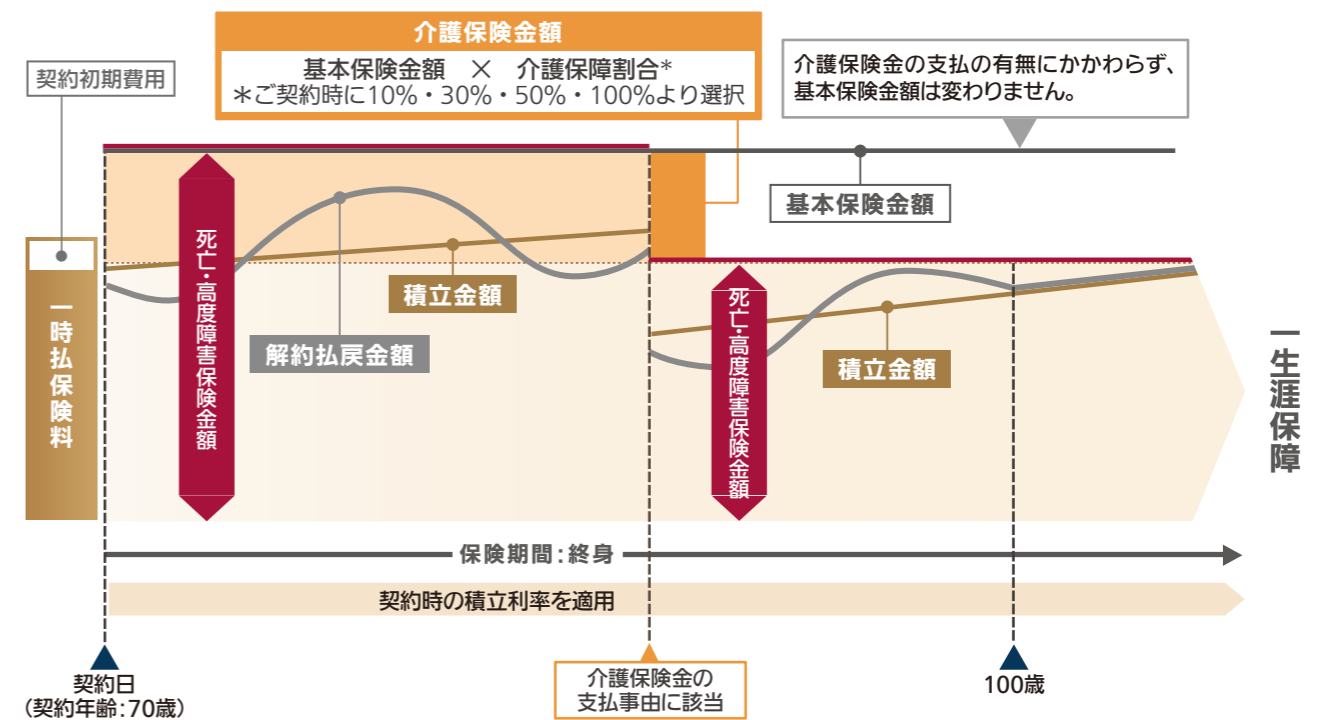 介護保険金額
基本保険金額 × 介護保障割合*
*ご契約時に10%・30%・50%・100%より選択
契約初期費用
介護保険金の支払の有無にかかわらず、
基本保険金額は変わりません。
基本保険金額
一時払保険料
死亡・高度障害保険金額
積立金額
解約払戻金額
死亡・高度障害保険金額
積立金額
一生涯保障
保険期間:終身
契約時の積立利率を適用
契約日
(契約年齢:70歳)
介護保険金の
支払事由に該当
100歳